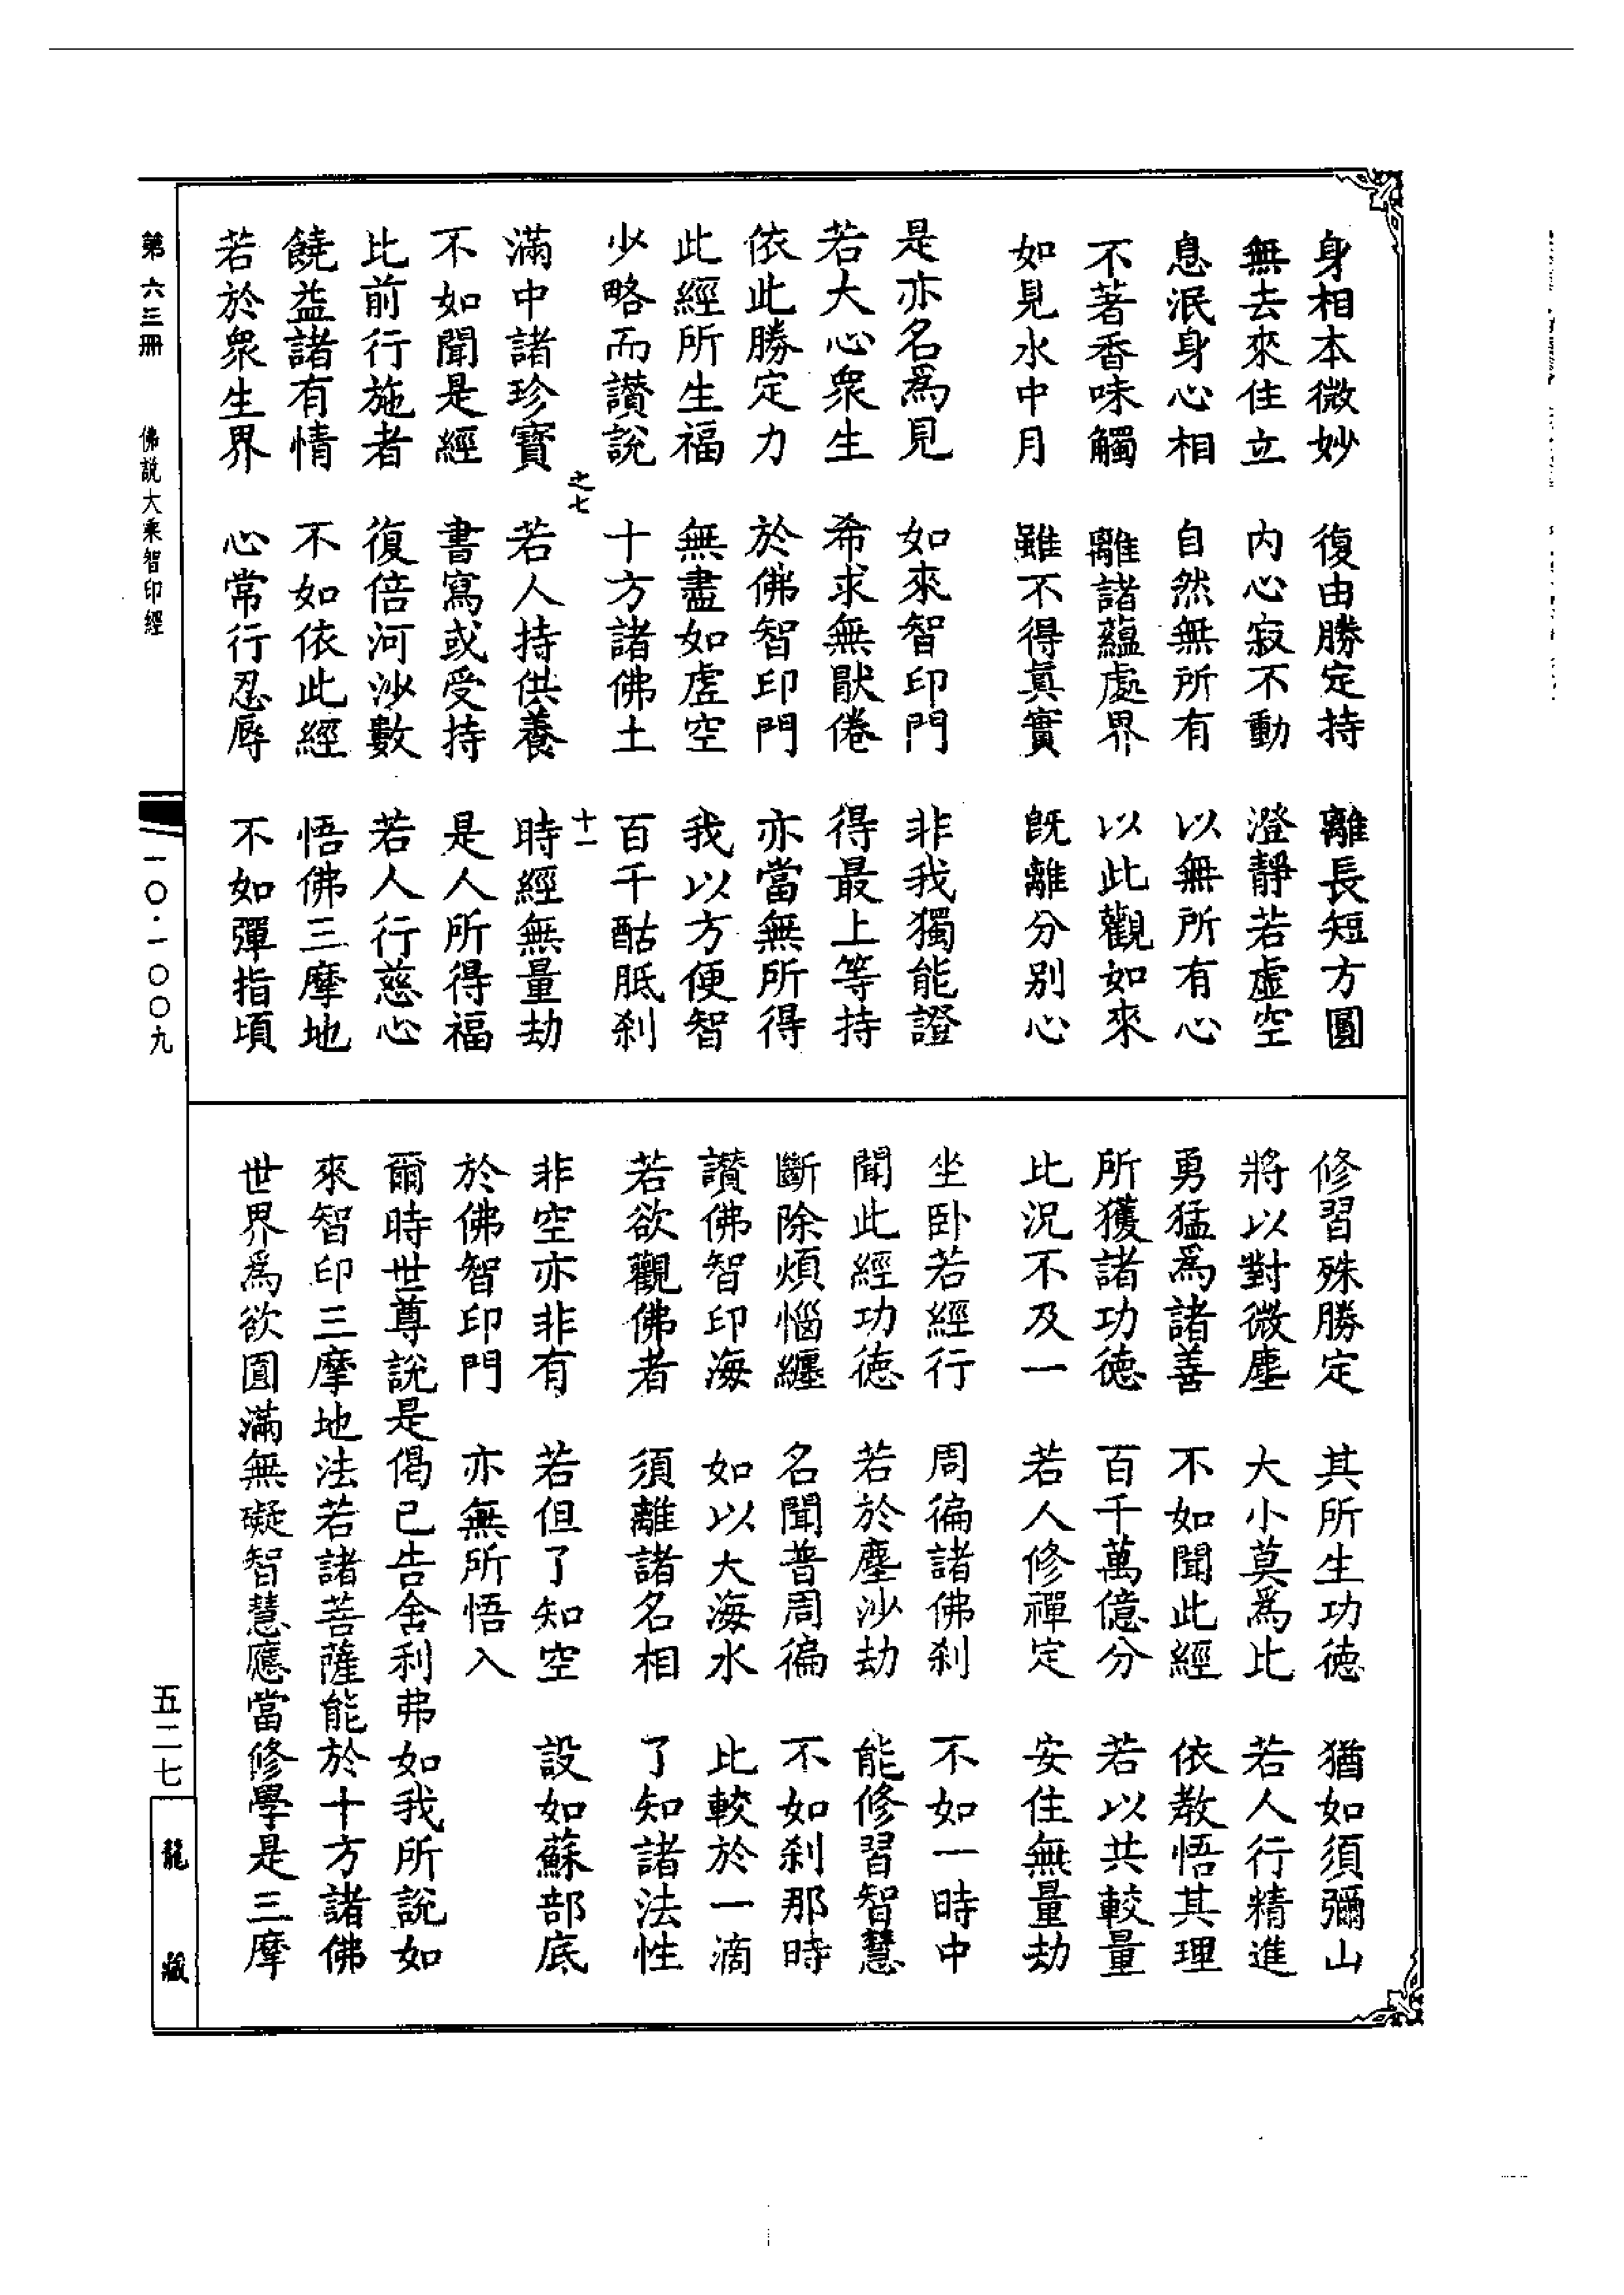 身相本微妙　復由勝定持　離長短方圓
無去來住立　內心寂不動　澄靜若虛空
息泯身心相　自然無所有　以無所有心
不著香味觸　離諸蘊處界　以此觀如來
如見水中月　雖不得真實　既離分別心
是亦名為見　如來智印門　非我獨能證
若大心眾生　希求無厭倦　得最上等持
依此勝定力　於佛智印門　亦當無所得
此經所生福　無盡如虛空　我以方便智
少略而讚說　十方諸佛土　百千酤胝剎
之七　十一
滿中諸珍寶　若人持供養　時經無量劫
不如聞是經　書寫或受持　是人所得福
比前行施者　復倍河沙數　若人行慈心
饒益諸有情　不如依此經　悟佛三摩地
若於眾生界　心常行忍辱　不如彈指頃
修習殊勝定　其所生功德　猶如須彌山
將以對微塵　大小莫為比　若人行精進
勇猛為諸善　不如聞此經　依教悟其理
所獲諸功德　百千萬億分　若以共較量
比況不及一　若人修禪定　安住無量劫
坐臥若經行　周徧諸佛剎　不如一時中
聞此經功德　若於塵沙劫　能修習智慧
斷除煩惱纏　名聞普周徧　不如剎那時
讚佛智印海　如以大海水　比較於一滴
若欲觀佛者　須離諸名相　了知諸法性
非空亦非有　若但了知空　設如蘇部底
於佛智印門　亦無所悟入
爾時世尊說是偈已告舍利弗如我所說如
來智印三摩地法若諸菩薩能於十方諸佛
世界為欲圓滿無礙智慧應當修學是三摩
第六三冊　佛說大乘智印經　一〇·一〇〇九　五二七　龍藏